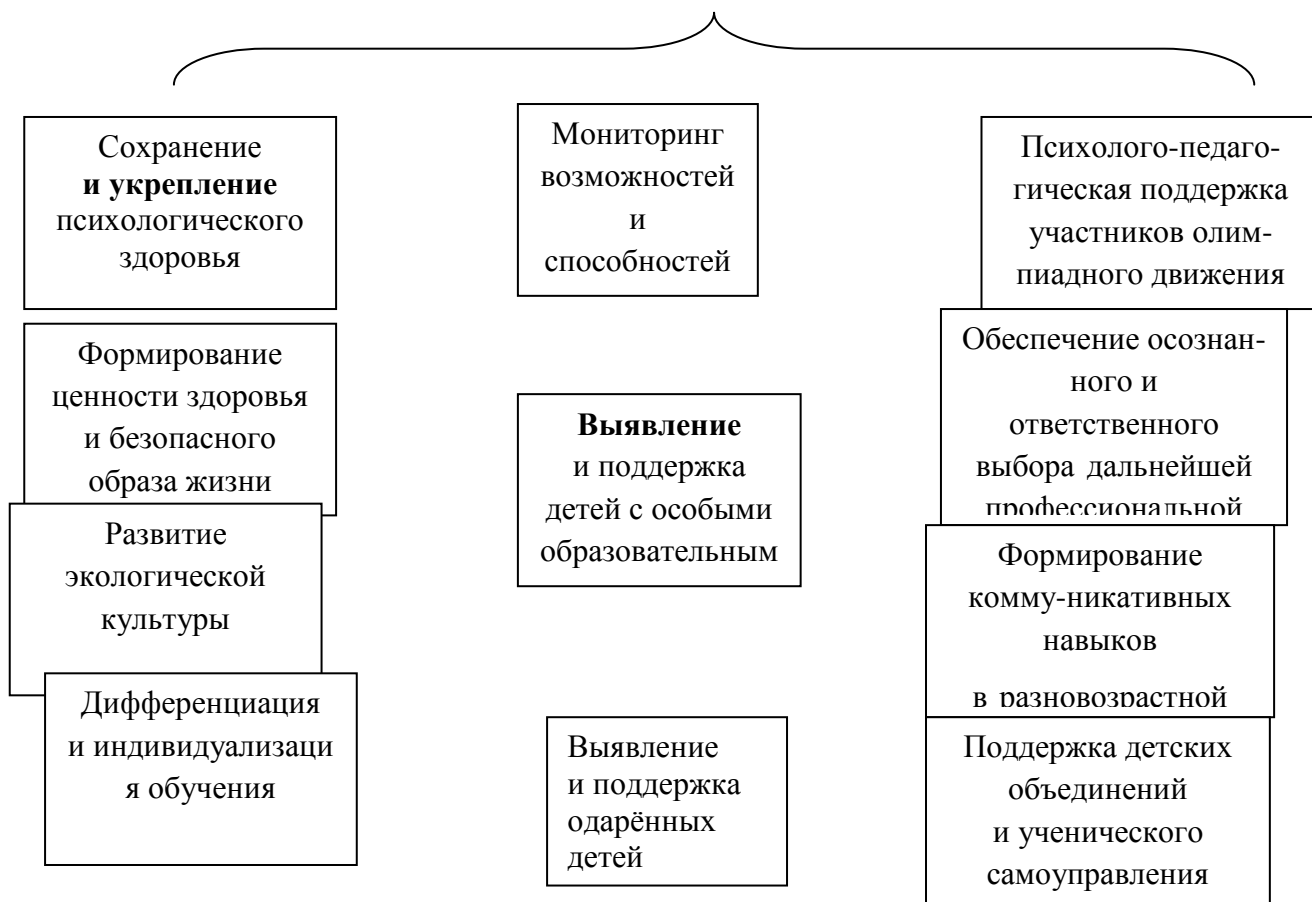 Сохранение
и укрепление
психологического
здоровья
Формирование
ценности здоровья
и безопасного
образа жизни
Развитие
экологической
культуры
Дифференциация
и индивидуализаци
я обучения
Мониторинг
возможностей
и
способностей
Выявление
и поддержка
детей с особыми
образовательным
Выявление
и поддержка
одарённых
детей
Психолого-педаго-
гическая поддержка
участников олим-
пиадного движения
Обеспечение осознан-
ного и
ответственного
выбора дальнейшей
профессиональной
Формирование
комму-никативных
навыков
в разновозрастной
Поддержка детских
объединений
и ученического
самоуправления